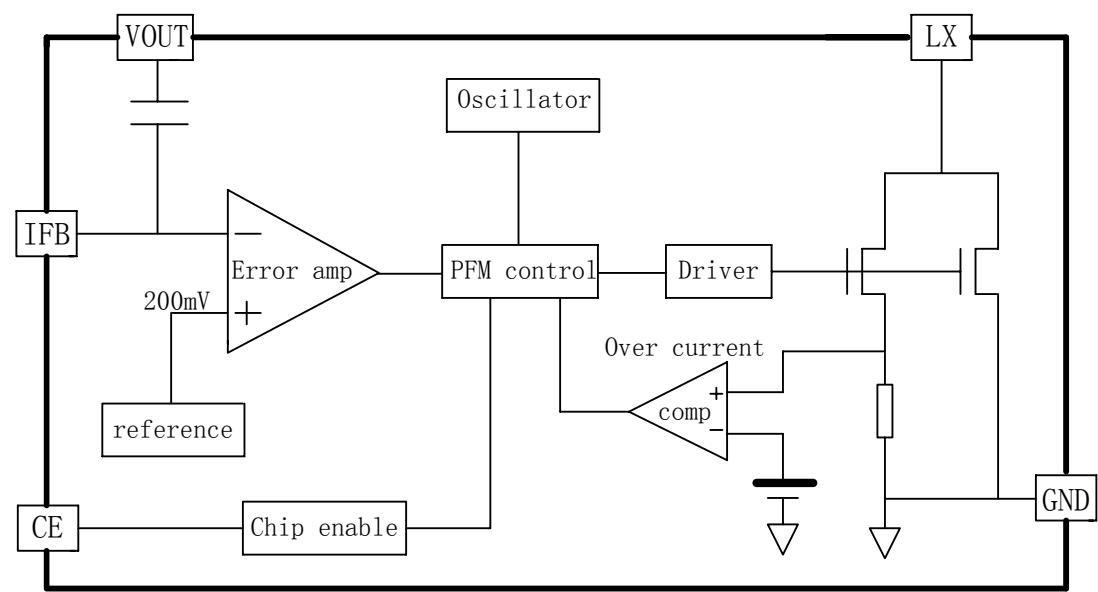 VOUT
LX
Oscillator
IFB
−
Error amp
PFM control
Driver
200mV
+
Over current
+
comp
−
reference
CE
Chip enable
GND